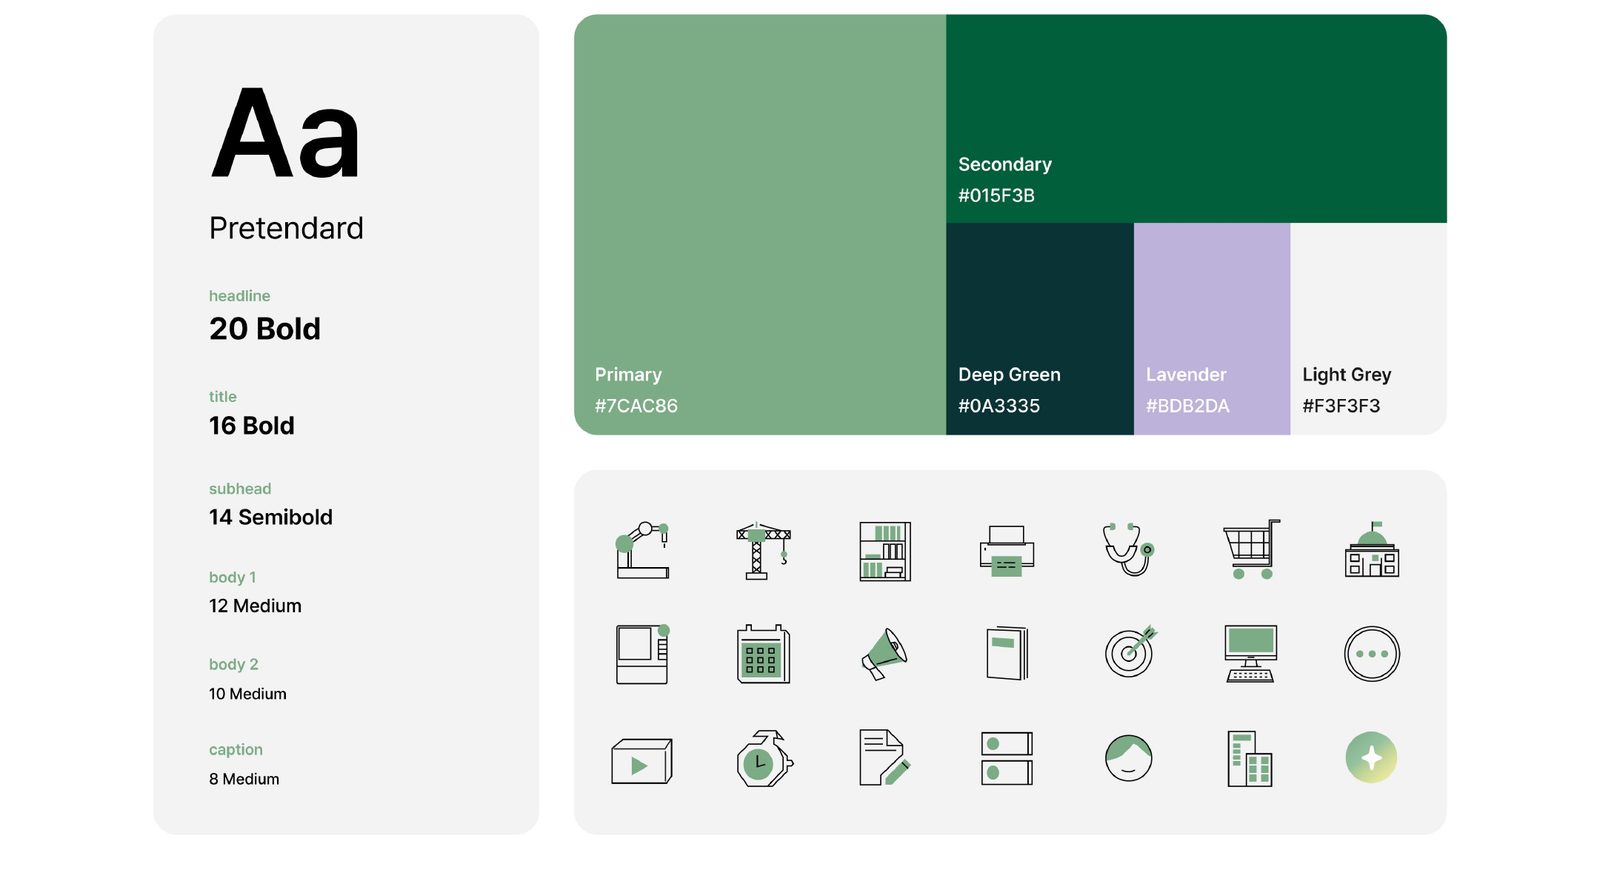 Aa
Pretendard
headline
20 Bold
title
16 Bold
subhead
14 Semibold
body 1
12 Medium
body 2
10 Medium
caption
8 Medium
Primary
#7CAC86
Secondary
#015F3B
Deep Green
#0A3335
Lavender
#BDB2DA
Light Grey
#F3F3F3